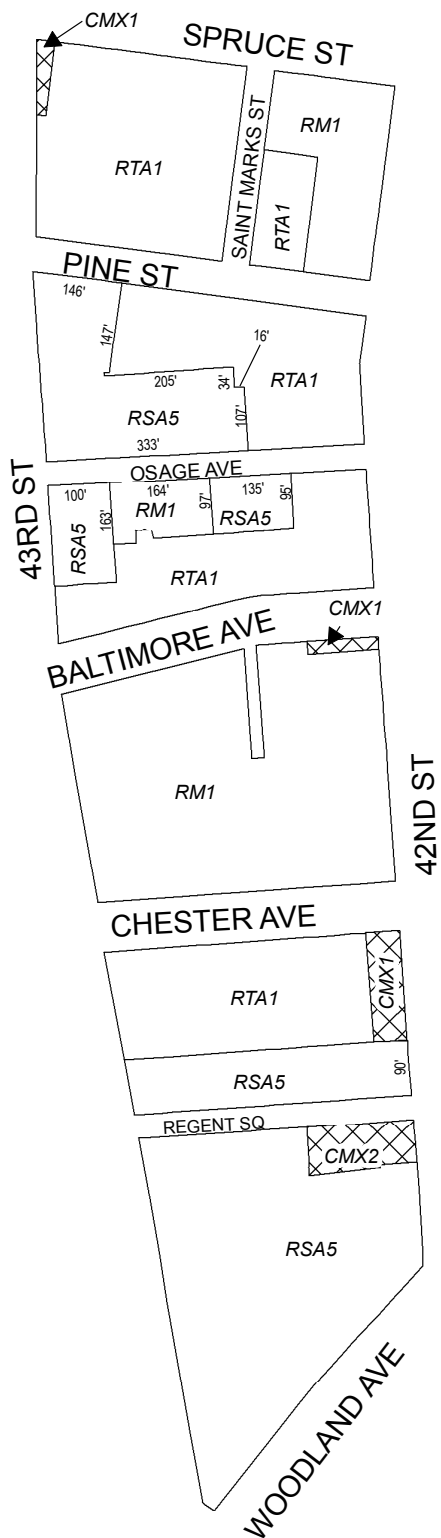 CMX1
SPRUCE ST
RM1
RTA1
SAINT MARKS ST
RTA1
PINE ST
146'
147'
16'
205'
34'
RTA1
107'
RSA5
333'
43RD ST
OSAGE AVE
100'
164'
135'
RM1
97'
95'
RSA5
163'
RSA5
RTA1
CMX1
BALTIMORE AVE
RM1
42ND ST
CHESTER AVE
RTA1
CMX1
RSA5
90'
REGENT SQ
CMX2
RSA5
WOODLAND AVE